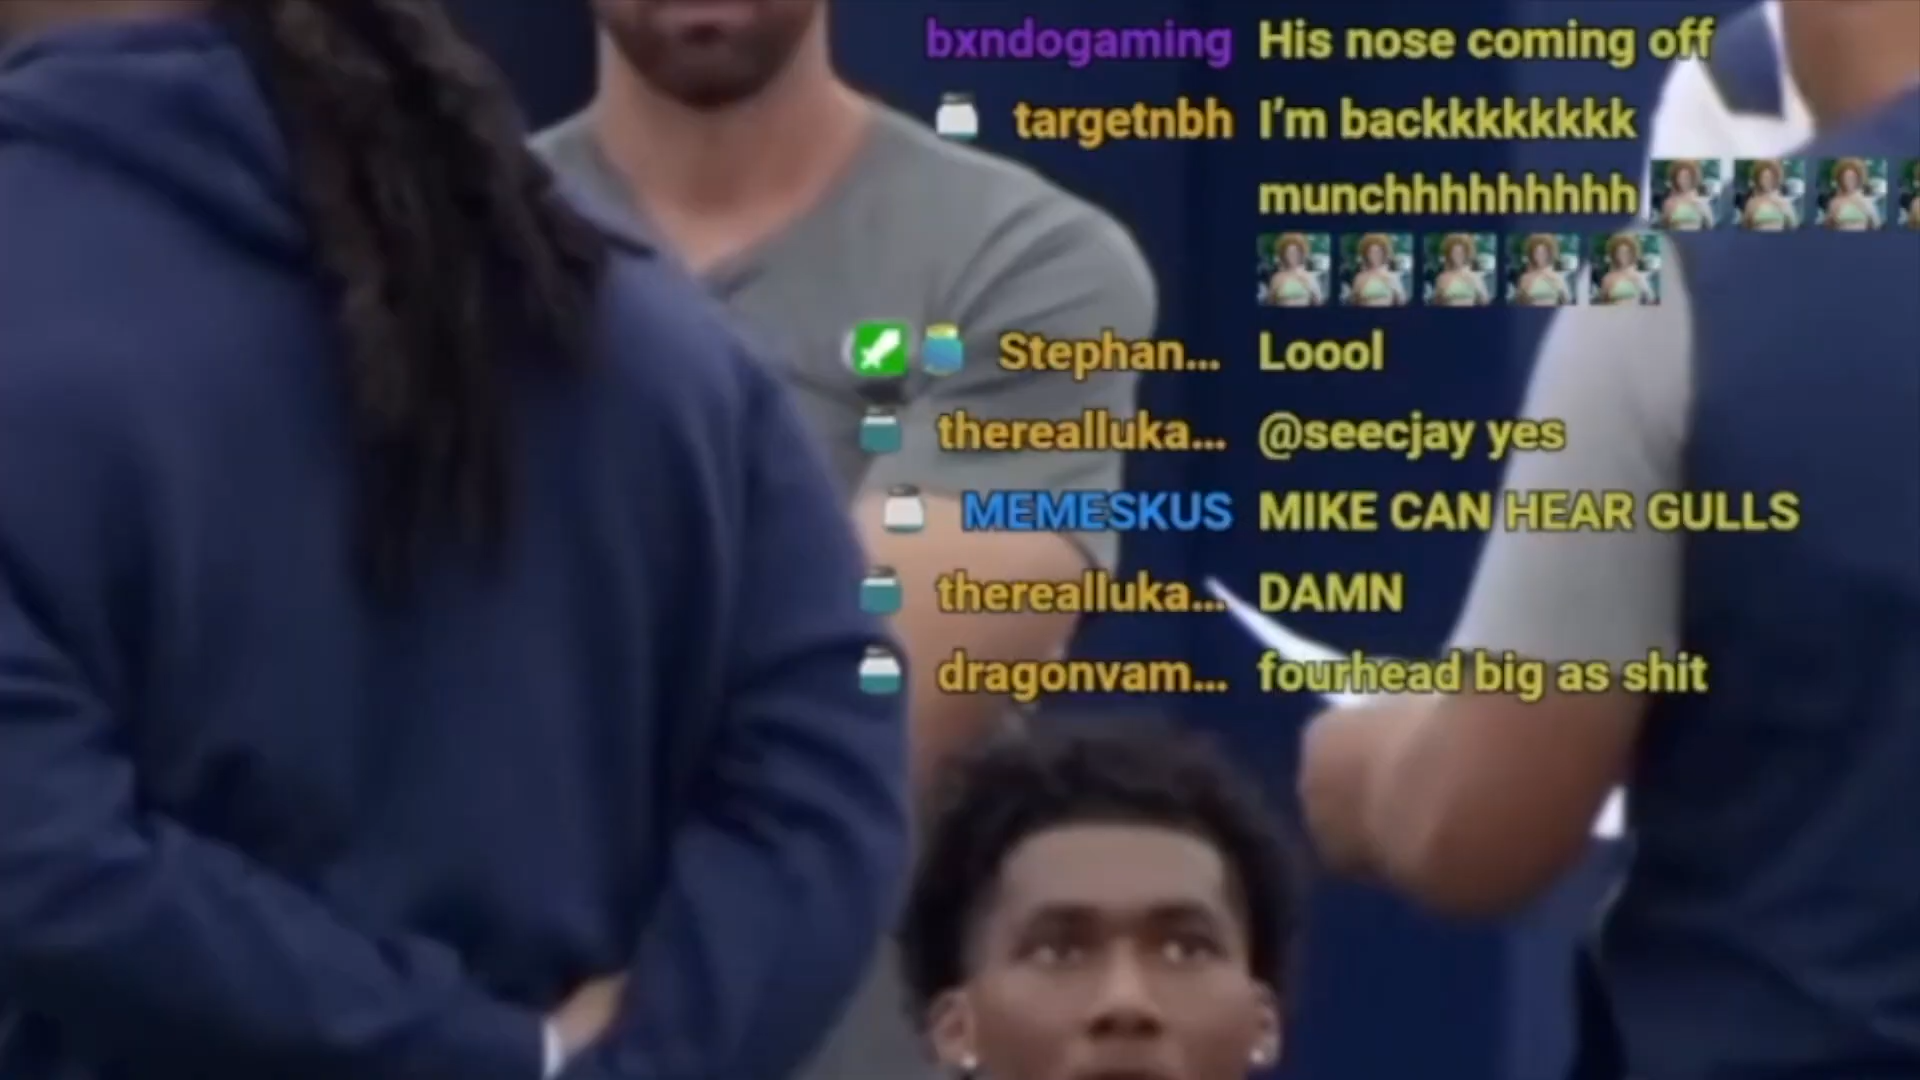 bxndogaming His nose coming off
targetnbh I'm backkkkkkkk
munchhhhhhhhhh
Stephan... Loool
therealluka... @seecjay yes
MEMESKUS MIKE CAN HEAR GULLS
therealluka... DAMN
dragonvam... fourhead big as shit